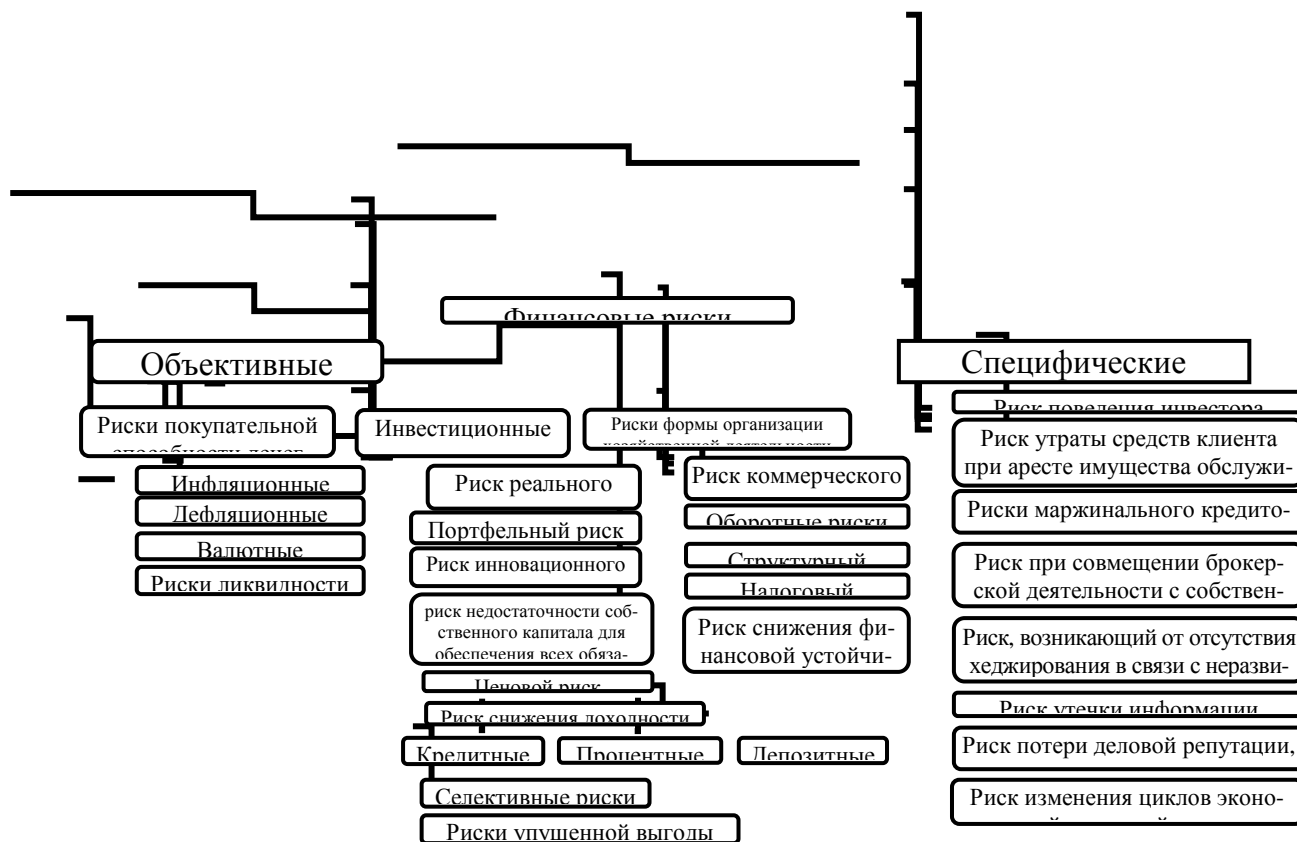 Финансовые риски
Объективные
Специфические
Риски покупательной
способности денег
Инфляционные
Дефляционные
Валютные
Риски ликвидности
Инвестиционные
Риск реального
Портфельный риск
Риск инновационного
риск недостаточности соб-
ственного капитала для
обеспечения всех обяза-
Ценовой риск
Риск снижения доходности
Кредитные
Процентные
Депозитные
Селективные риски
Риски упущенной выгоды
Риски формы организации
хозяйственной деятельности
Риск коммерческого
Оборотные риски
Структурный
Налоговый
Риск снижения фи-
нансовой устойчи-
Риск поведения инвестора
Риск утраты средств клиента
при аресте имущества обслужи-
Риски маржинального кредито-
Риск при совмещении брокер-
ской деятельности с собствен-
Риск, возникающий от отсутствия
хеджирования в связи с неразви-
Риск утечки информации
Риск потери деловой репутации,
Риск изменения циклов эконо-